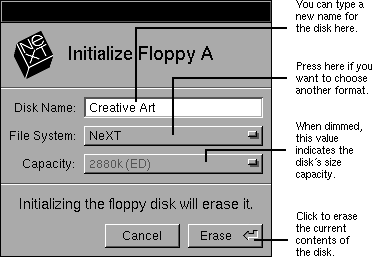 You can type a
new name for
the disk here.
NeXT
Initialize Floppy A
Press here if you
want to choose
another format.
Disk Name: Creative Art
File System: NeXT
Capacity: 2880k (ED)
When dimmed,
this value
indicates the
disk's size
capacity.
Initializing the floppy disk will erase it.
Cancel Erase
Click to erase
the current
contents of
the disk.